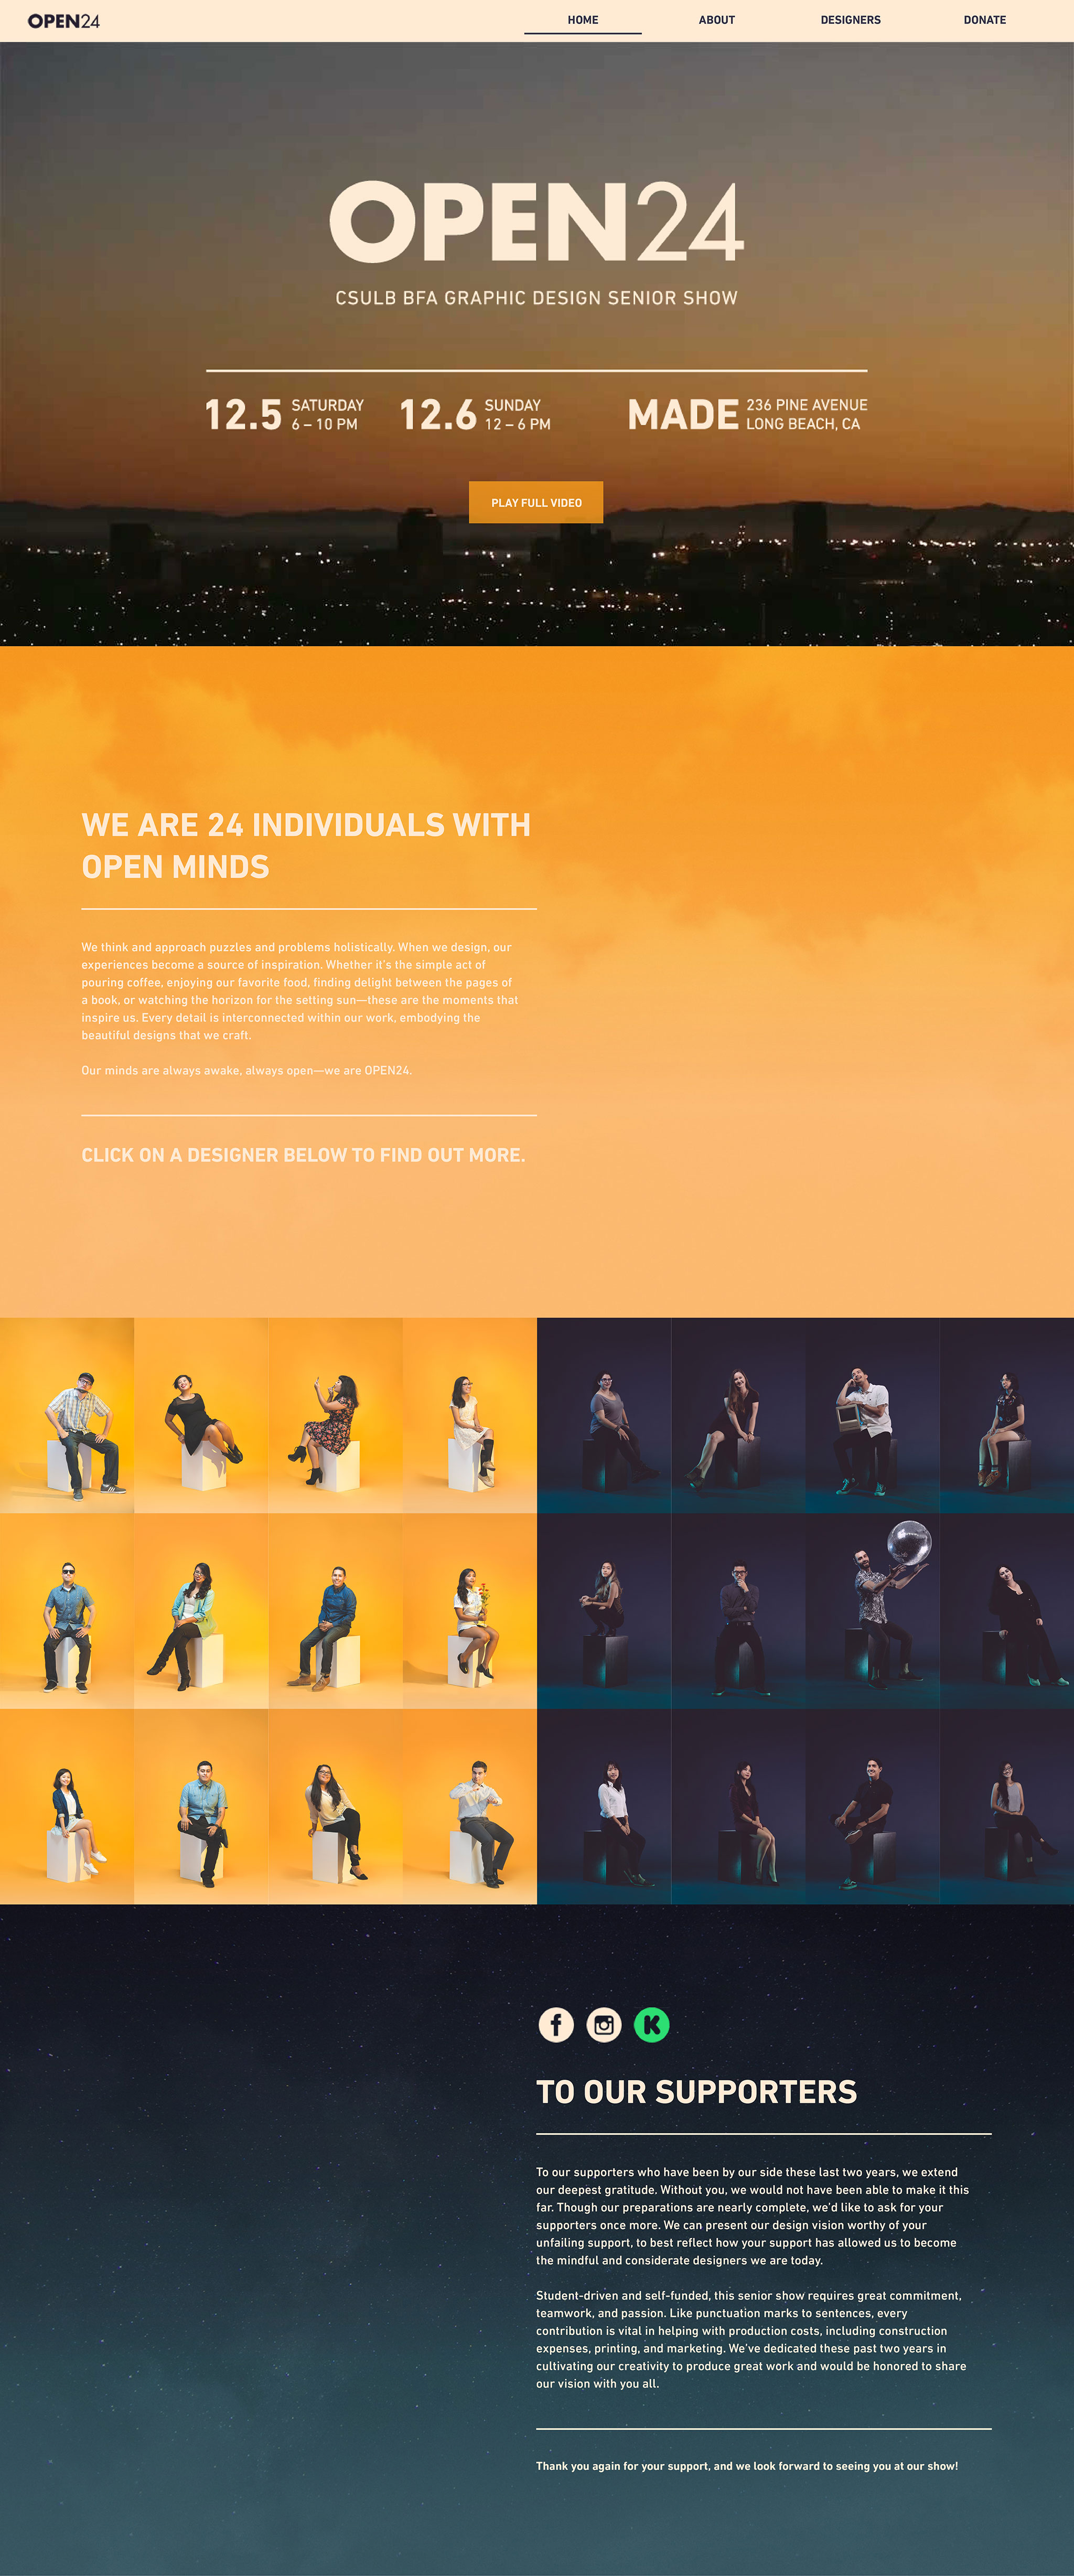 OPEN24
HOME
ABOUT
DESIGNERS
DONATE
OPEN24
CSULB BFA GRAPHIC DESIGN SENIOR SHOW
12.5 SATURDAY
6 – 10 PM
12.6 SUNDAY
12 – 6 PM
MADE 236 PINE AVENUE
LONG BEACH, CA
PLAY FULL VIDEO
WE ARE 24 INDIVIDUALS WITH
OPEN MINDS
We think and approach puzzles and problems holistically. When we design, our
experiences become a source of inspiration. Whether it's the simple act of
pouring coffee, enjoying our favorite food, finding delight between the pages of
a book, or watching the horizon for the setting sun—these are the moments that
inspire us. Every detail is interconnected within our work, embodying the
beautiful designs that we craft.
Our minds are always awake, always open—we are OPEN24.
CLICK ON A DESIGNER BELOW TO FIND OUT MORE.
TO OUR SUPPORTERS
To our supporters who have been by our side these last two years, we extend
our deepest gratitude. Without you, we would not have been able to make it this
far. Though our preparations are nearly complete, we'd like to ask for your
supporters once more. We can present our design vision worthy of your
unfailing support, to best reflect how your support has allowed us to become
the mindful and considerate designers we are today.
Student-driven and self-funded, this senior show requires great commitment,
teamwork, and passion. Like punctuation marks to sentences, every
contribution is vital in helping with production costs, including construction
expenses, printing, and marketing. We've dedicated these past two years in
cultivating our creativity to produce great work and would be honored to share
our vision with you all.
Thank you again for your support, and we look forward to seeing you at our show!